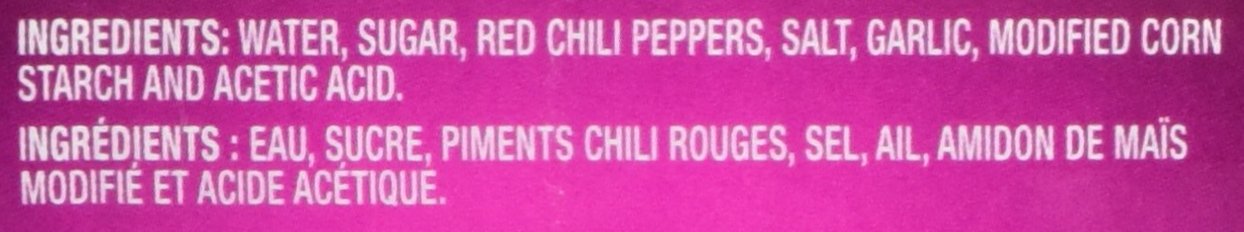 INGREDIENTS: WATER, SUGAR, RED CHILI PEPPERS, SALT, GARLIC, MODIFIED CORN
STARCH AND ACETIC ACID.
INGRÉDIENTS : EAU, SUCRE, PIMENTS CHILI ROUGES, SEL, AIL, AMIDON DE MAÏS
MODIFIÉ ET ACIDE ACÉTIQUE.